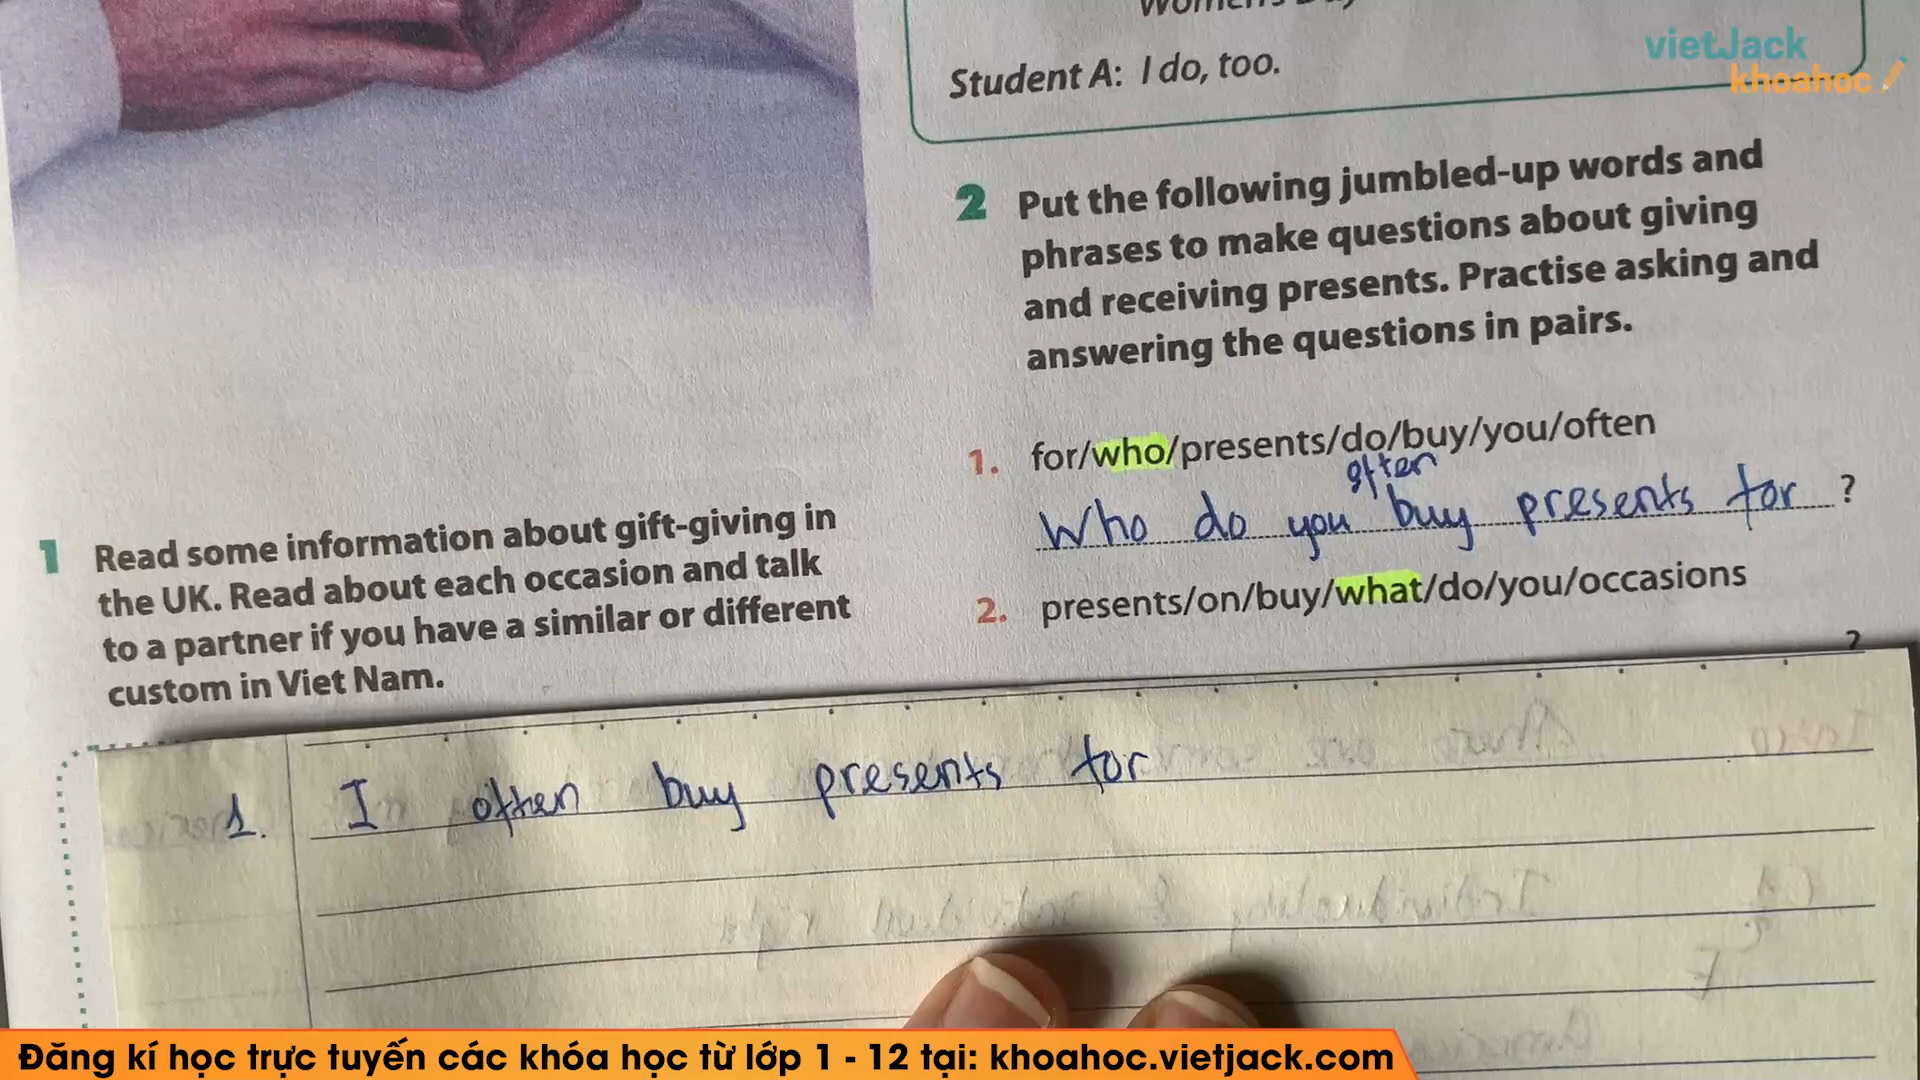 Student A: I do, too.
vietJack
khoahoc
2 Put the following jumbled-up words and
phrases to make questions about giving
and receiving presents. Practise asking and
answering the questions in pairs.
1. for/who/presents/do/buy/you/often
often
Who do you buy presents for ?
2. presents/on/buy/what/do/you/occasions
?
1 Read some information about gift-giving in
the UK. Read about each occasion and talk
to a partner if you have a similar or different
custom in Viet Nam.
1. I often buy presents for
Đăng kí học trực tuyến các khóa học từ lớp 1 - 12 tại: khoahoc.vietjack.com